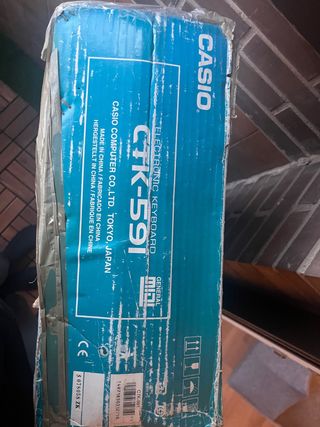 CASIO
ELECTRONIC KEYBOARD
CTK-591
CASIO COMPUTER CO., LTD. TOKYO, JAPAN
MADE IN CHINA / FABRICADO EN CHINA
HERGESTELLT IN CHINA / FABRIQUE EN CHINE
GENERAL
MIDI
CE